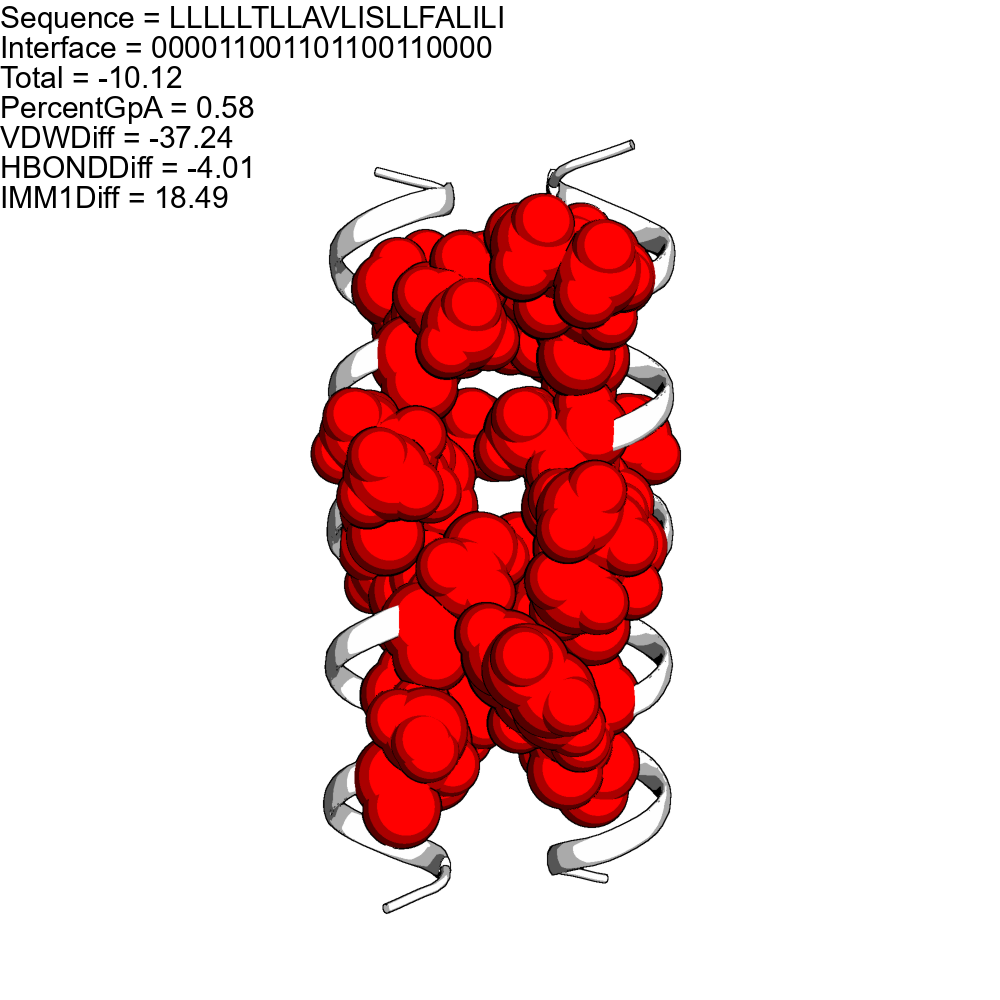 Sequence = LLLLLTLLAVLISLLFALILI
Interface = 000011001101100110000
Total = -10.12
PercentGpA = 0.58
VDWDiff = -37.24
HBONDDiff = -4.01
IMM1Diff = 18.49